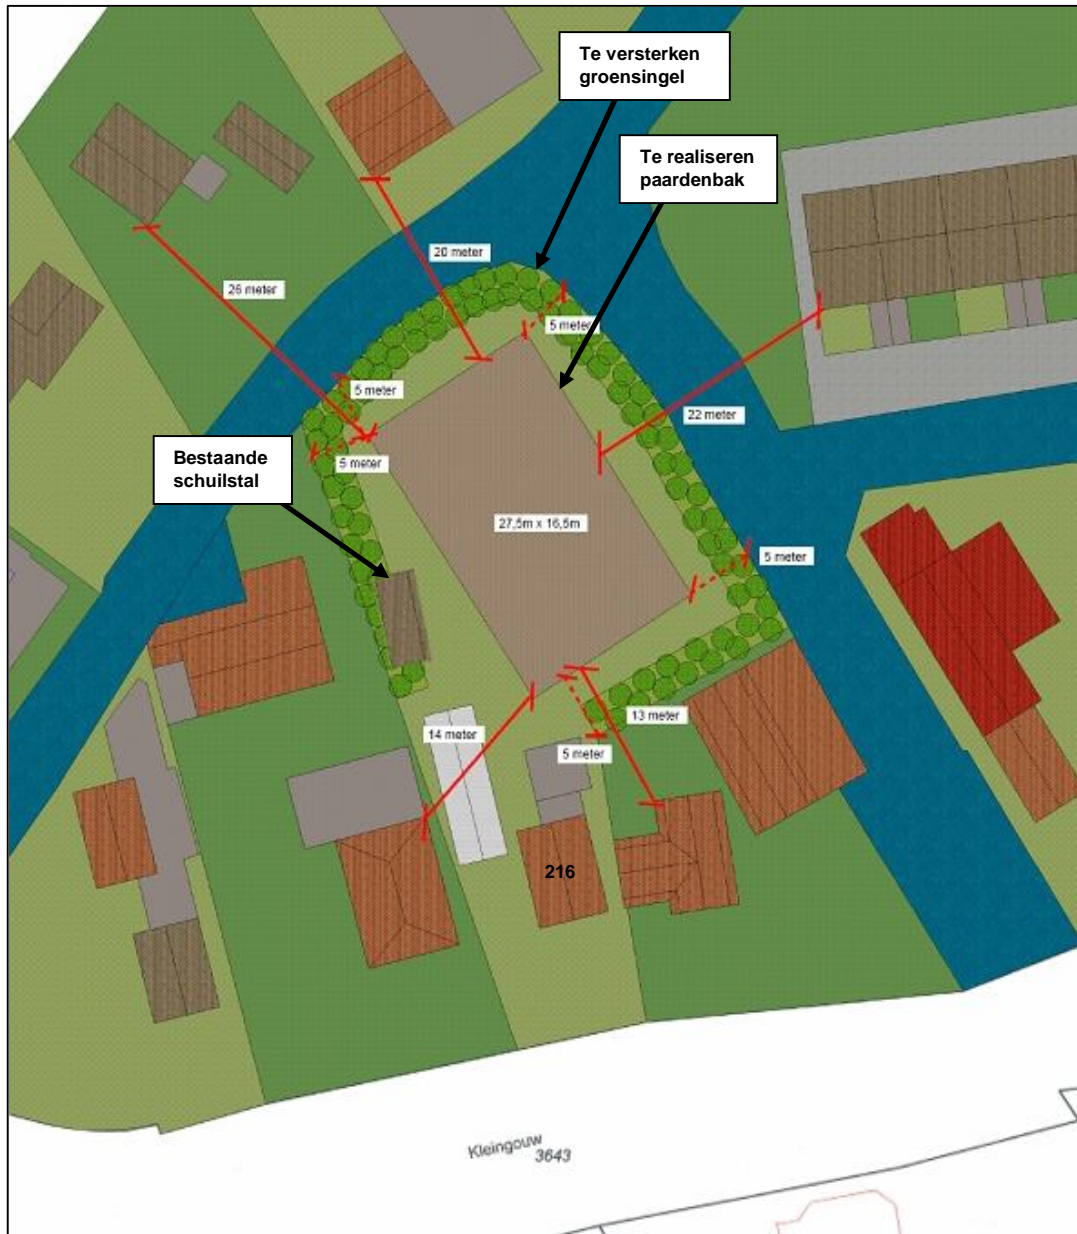 Te versterken
groensingel
Te realiseren
paardenbak
20 meter
26 meter
5 meter
5 meter
22 meter
Bestaande
schuilstal
5 meter
27,5m x 16,5m
5 meter
14 meter
13 meter
5 meter
216
Kleingouw
3643